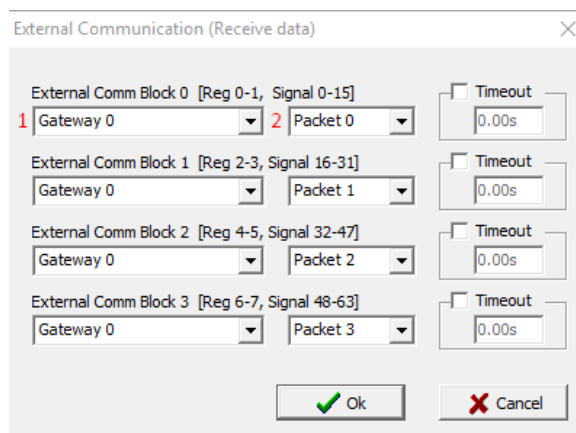 External Communication (Receive data)
External Comm Block 0 [Reg 0-1, Signal 0-15]
Timeout
1 Gateway 0 2 Packet 0 0.00s
External Comm Block 1 [Reg 2-3, Signal 16-31]
Timeout
Gateway 0 Packet 1 0.00s
External Comm Block 2 [Reg 4-5, Signal 32-47]
Timeout
Gateway 0 Packet 2 0.00s
External Comm Block 3 [Reg 6-7, Signal 48-63]
Timeout
Gateway 0 Packet 3 0.00s
Ok Cancel